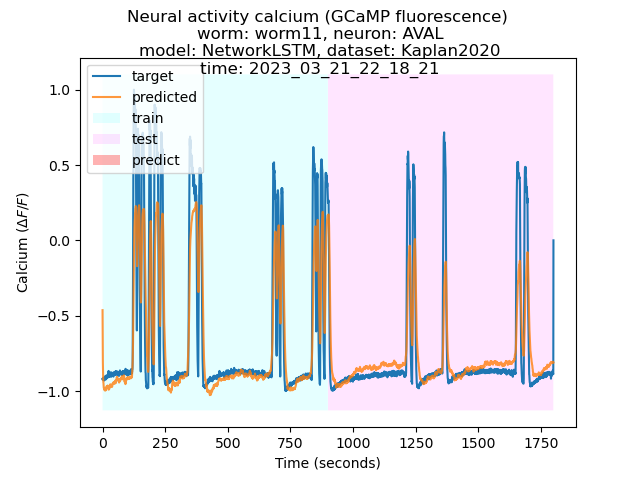 Neural activity calcium (GCaMP fluorescence)
worm: worm11, neuron: AVAL
model: NetworkLSTM, dataset: Kaplan2020
time: 2023_03_21_22_18_21
target
predicted
train
test
predict
1.0
0.5
0.0
−0.5
−1.0
Calcium (ΔF/F)
0
250
500
750
1000
1250
1500
1750
Time (seconds)